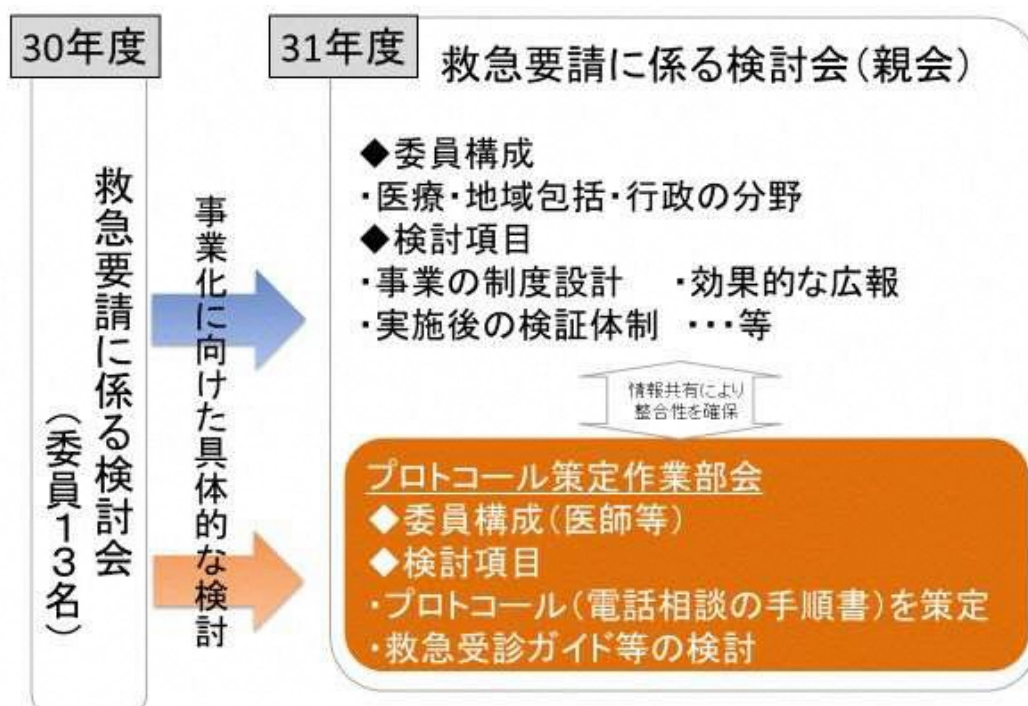 30年度
救急要請に係る検討会
(委員13名)
事業化に向けた具体的な検討
31年度
救急要請に係る検討会(親会)
◆委員構成
・医療・地域包括・行政の分野
◆検討項目
・事業の制度設計　・効果的な広報
・実施後の検証体制　・・・等
情報共有により
整合性を確保
プロトコール策定作業部会
◆委員構成(医師等)
◆検討項目
・プロトコール(電話相談の手順書)を策定
・救急受診ガイド等の検討